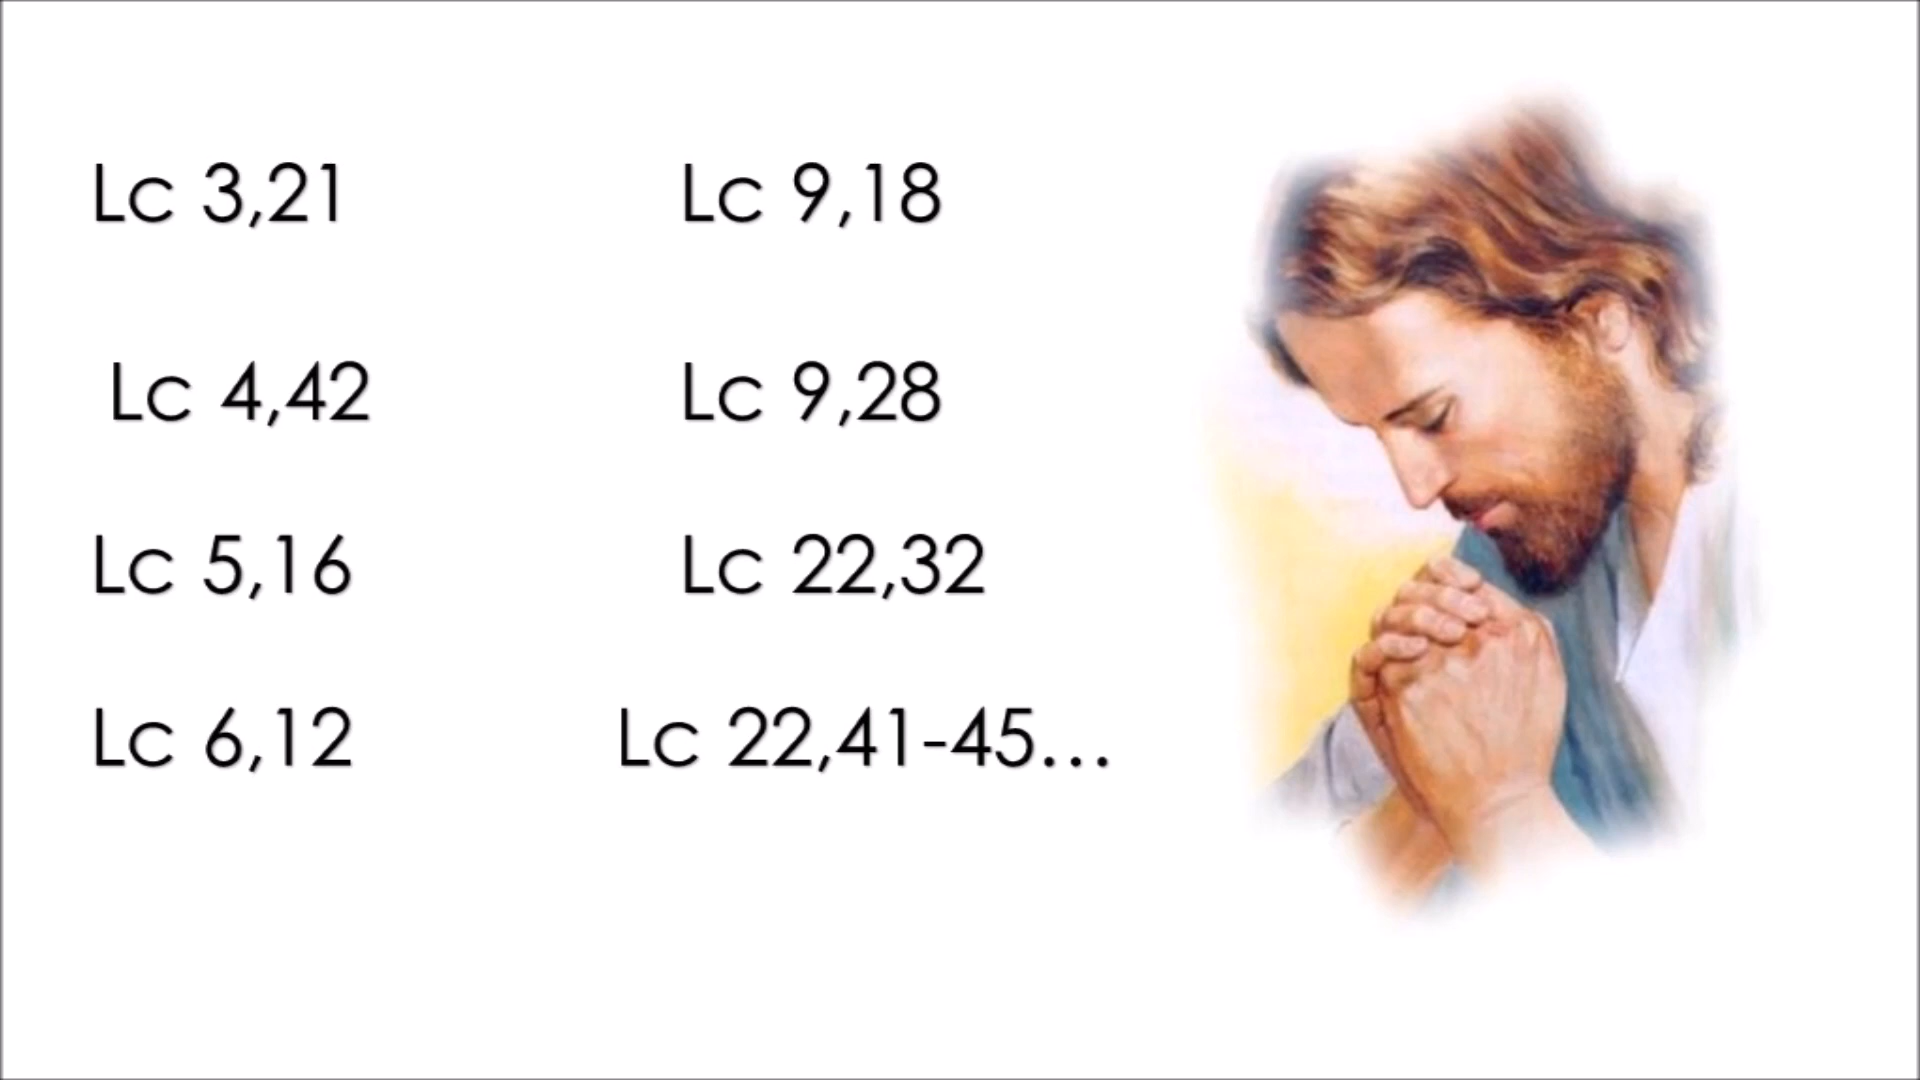 Lc 3,21
Lc 4,42
Lc 5,16
Lc 6,12
Lc 9,18
Lc 9,28
Lc 22,32
Lc 22,41-45...